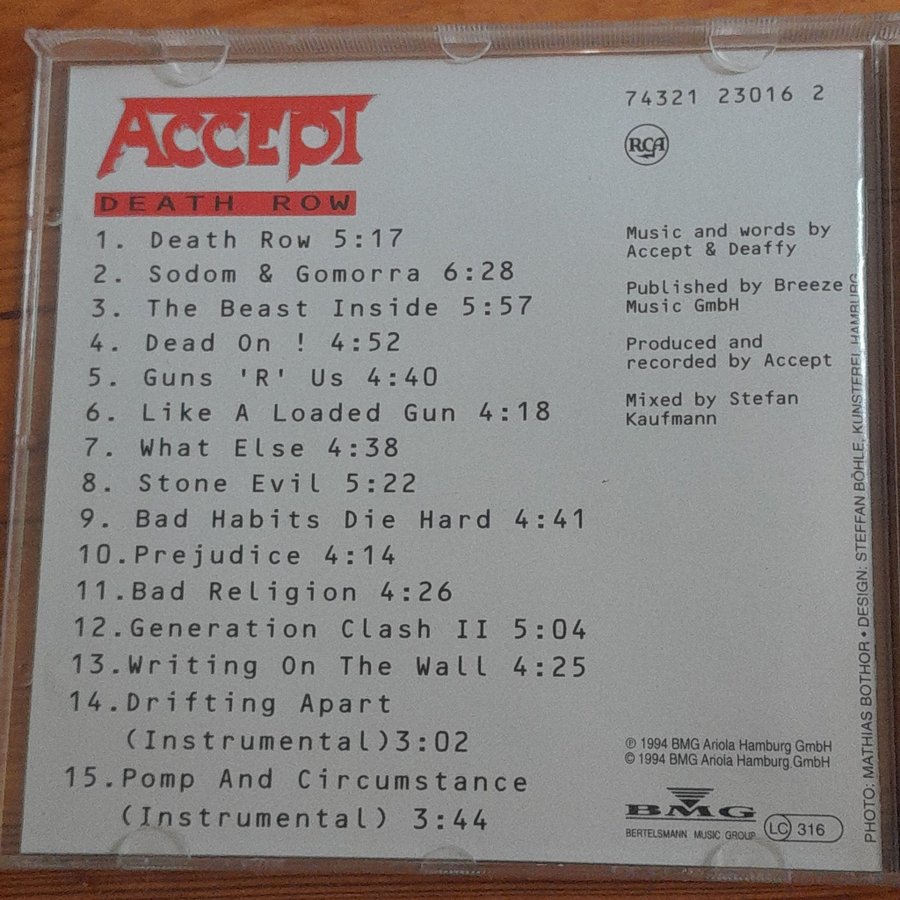 ACCEPT
DEATH ROW
1. Death Row 5:17
2. Sodom & Gomorra 6:28
3. The Beast Inside 5:57
4. Dead On ! 4:52
5. Guns 'R' Us 4:40
6. Like A Loaded Gun 4:18
7. What Else 4:38
8. Stone Evil 5:22
9. Bad Habits Die Hard 4:41
10.Prejudice 4:14
11.Bad Religion 4:26
12.Generation Clash II 5:04
13.Writing On The Wall 4:25
14.Drifting Apart
(Instrumental)3:02
15.Pomp And Circumstance
(Instrumental) 3:44
74321 23016 2
RCA
Music and words by
Accept & Deaffy
Published by Breeze
Music GmbH
Produced and
recorded by Accept
Mixed by Stefan
Kaufmann
℗ 1994 BMG Ariola Hamburg GmbH
© 1994 BMG Ariola Hamburg GmbH
BMG
BERTELSMANN MUSIC GROUP
LC 316
PHOTO: MATHIAS BOTHOR • DESIGN: STEFFAN BÖHLE, KUNSTFREI, HAMBURG